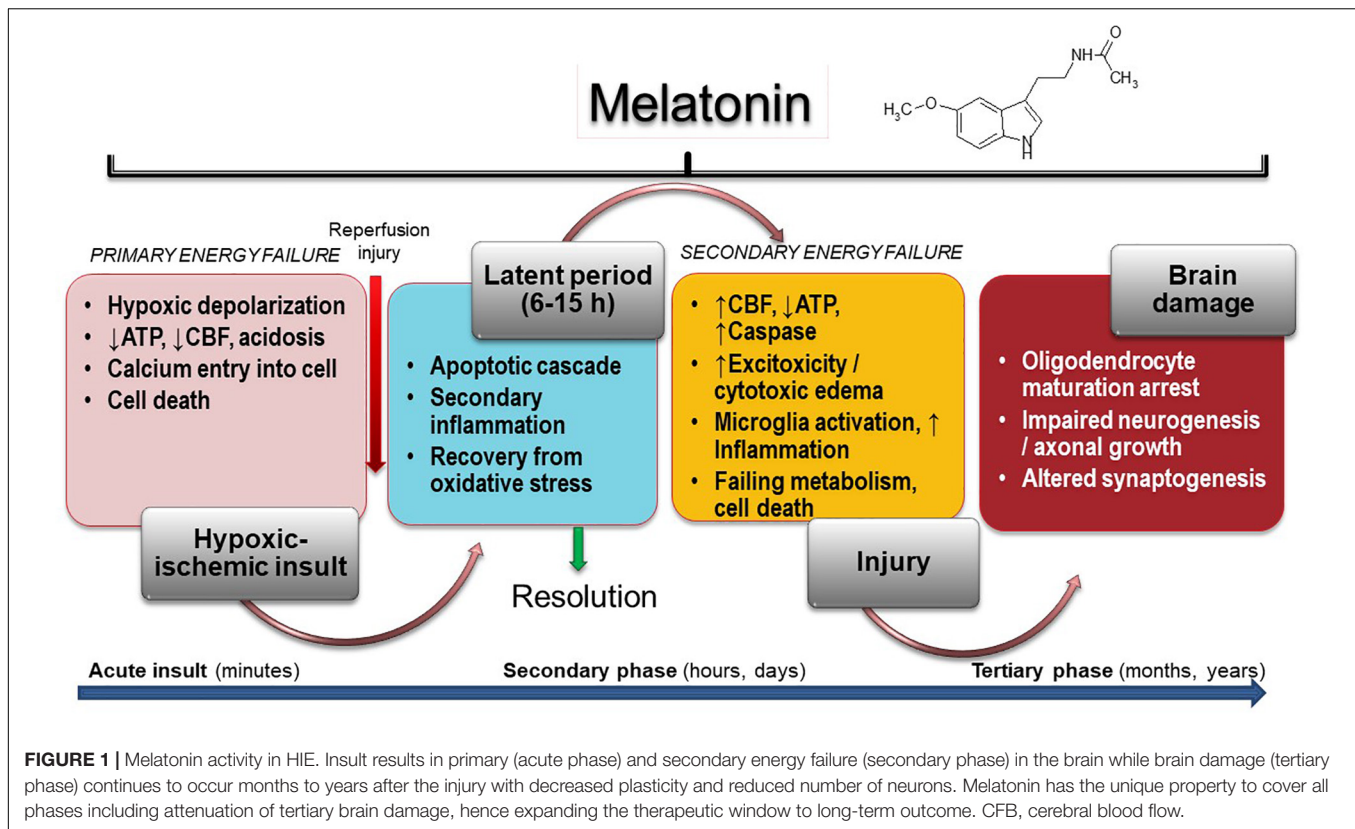 Melatonin
H₃C-O
N
H
NH
O
CH₃
PRIMARY ENERGY FAILURE
Reperfusion
injury
Latent period
(6-15 h)
SECONDARY ENERGY FAILURE
Brain
damage
• Hypoxic depolarization
• ↓ATP, ↓CBF, acidosis
• Calcium entry into cell
• Cell death
Hypoxic-
ischemic insult
• Apoptotic cascade
• Secondary
inflammation
• Recovery from
oxidative stress
Resolution
• ↑CBF, ↓ATP,
↑Caspase
• ↑Excitoxicity /
cytotoxic edema
• Microglia activation, ↑
Inflammation
• Failing metabolism,
cell death
Injury
• Oligodendrocyte
maturation arrest
• Impaired neurogenesis
/ axonal growth
• Altered synaptogenesis
Acute insult (minutes)
Secondary phase (hours, days)
Tertiary phase (months, years)
FIGURE 1 | Melatonin activity in HIE. Insult results in primary (acute phase) and secondary energy failure (secondary phase) in the brain while brain damage (tertiary
phase) continues to occur months to years after the injury with decreased plasticity and reduced number of neurons. Melatonin has the unique property to cover all
phases including attenuation of tertiary brain damage, hence expanding the therapeutic window to long-term outcome. CFB, cerebral blood flow.